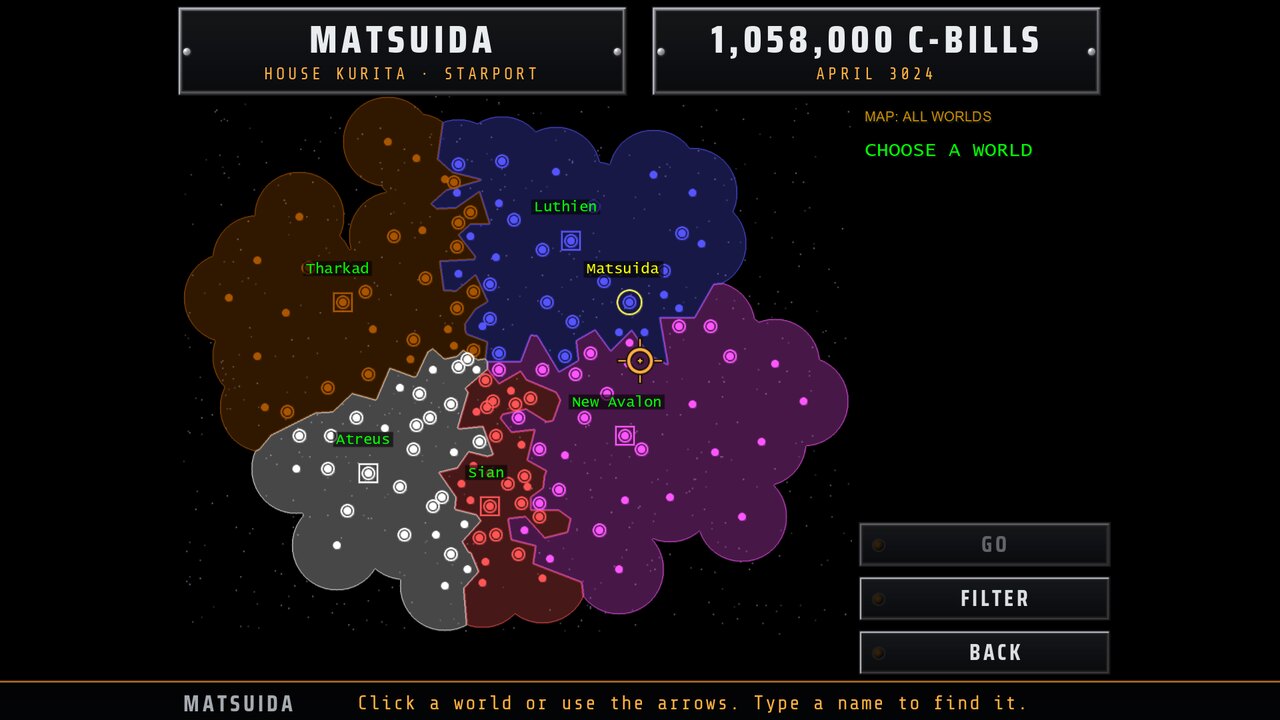 MATSUIDA
HOUSE KURITA · STARPORT
1,058,000 C-BILLS
APRIL 3024
MAP: ALL WORLDS
CHOOSE A WORLD
Luthien
Tharkad
Matsuida
New Avalon
Atreus
Sian
GO
FILTER
BACK
MATSUIDA
Click a world or use the arrows. Type a name to find it.